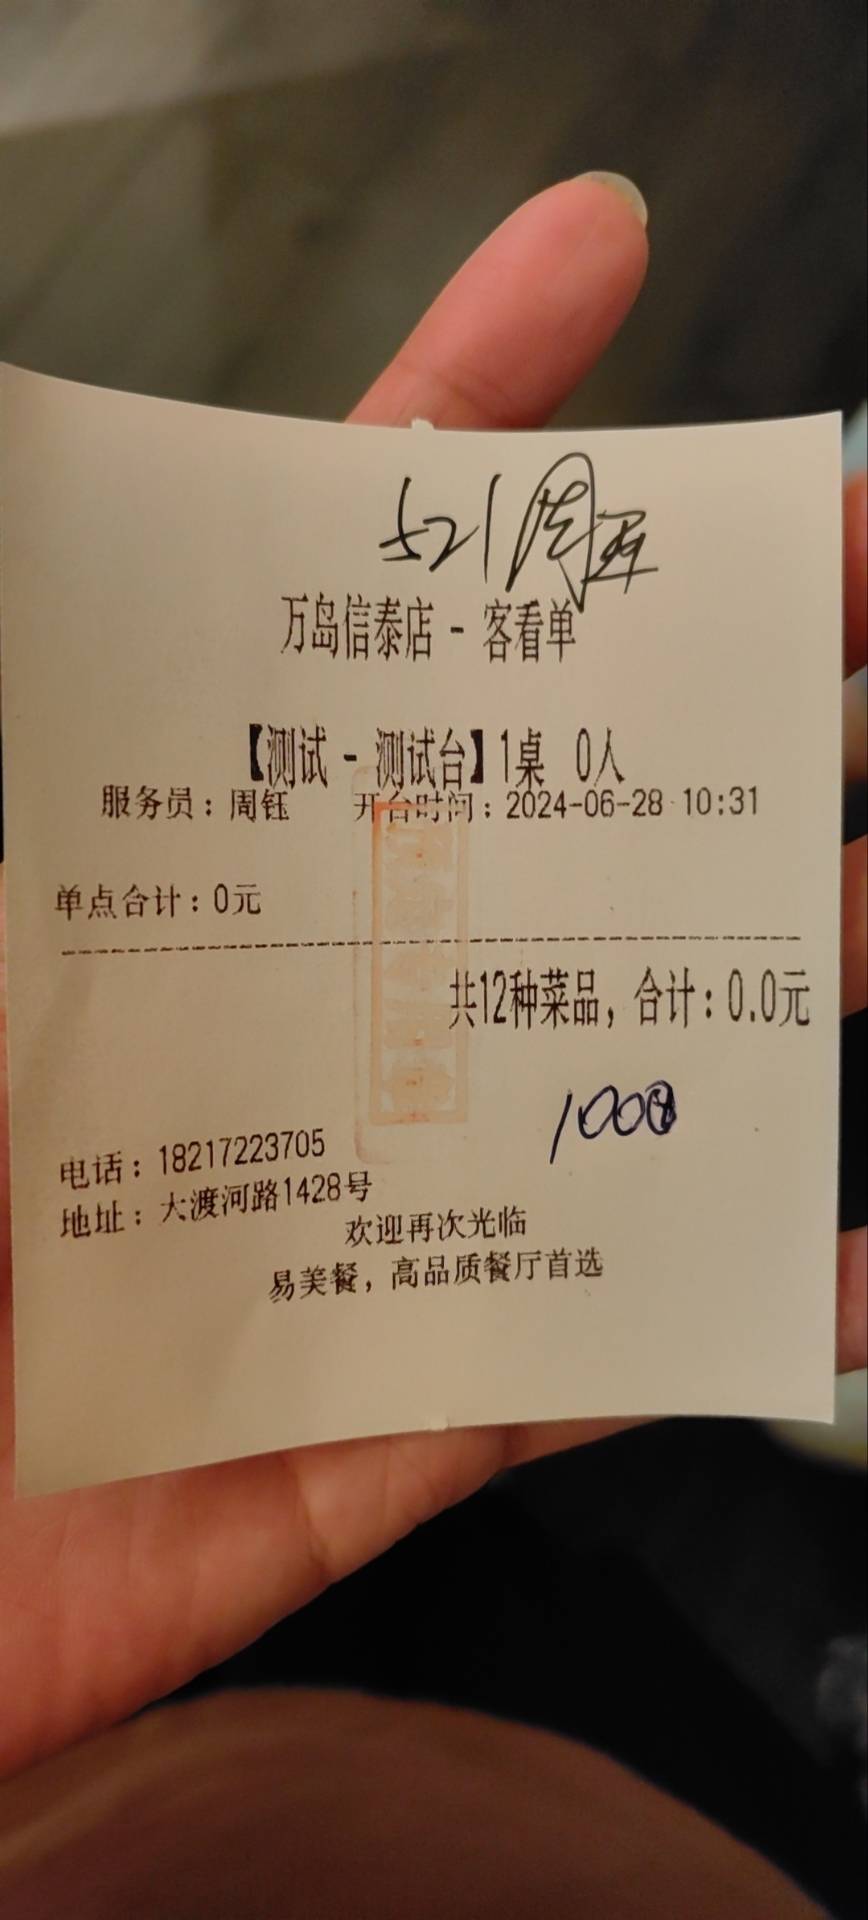 521 周钰
万岛信泰店 - 客看单
【测试 - 测试台】1桌 0人
服务员：周钰 开台时间：2024-06-28 10:31
单点合计：0元
共12种菜品，合计：0.0元
电话：18217223705
地址：大渡河路1428号
欢迎再次光临
易美餐，高品质餐厅首选